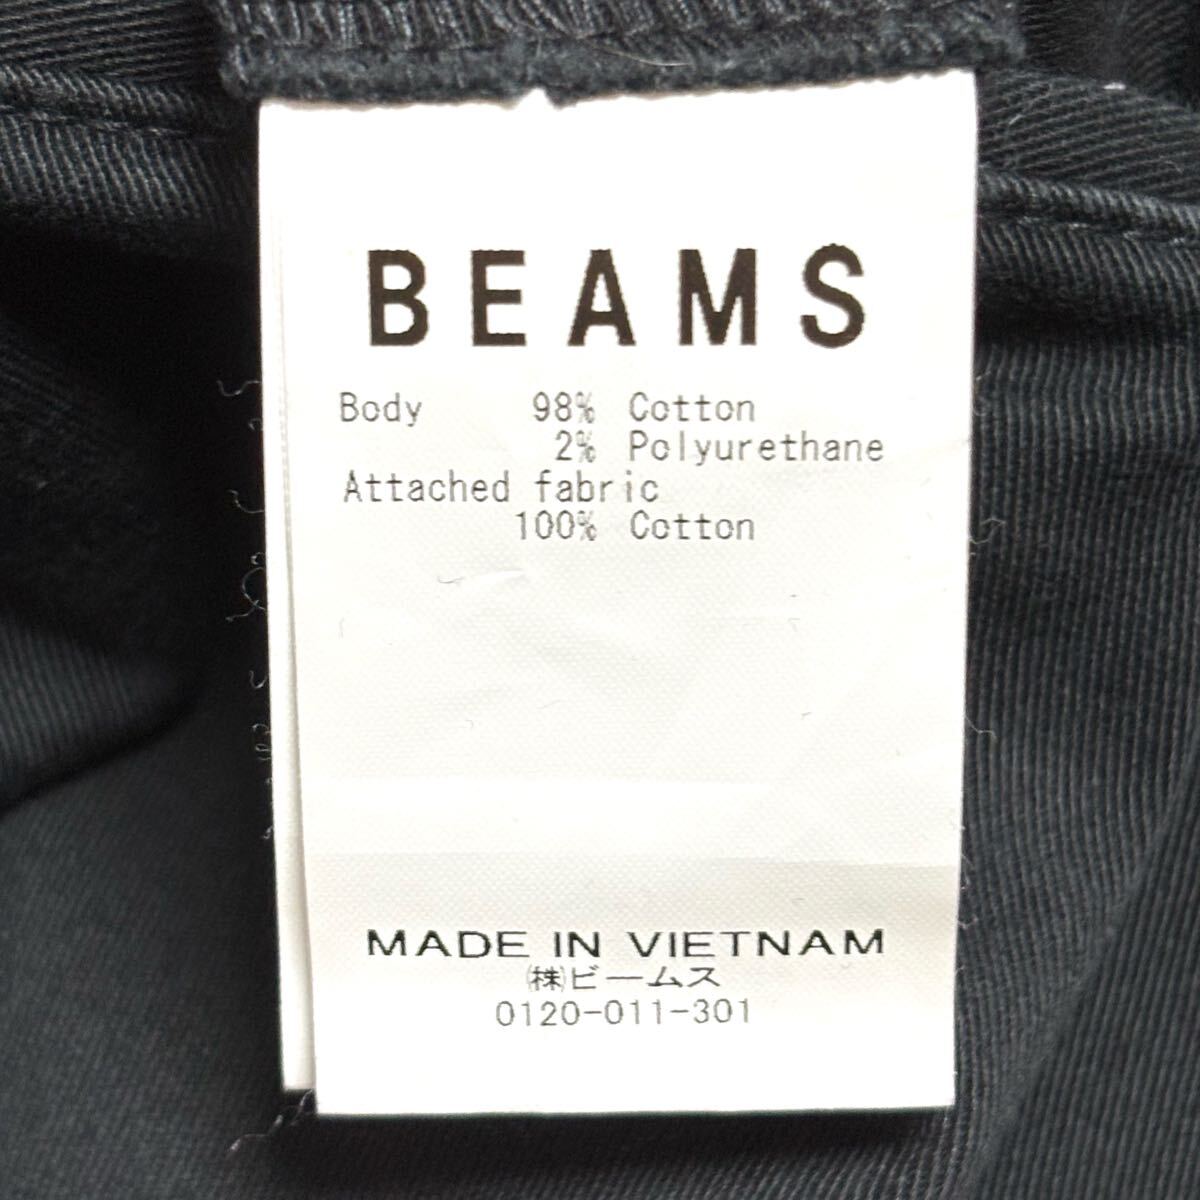 BEAMS
Body 98% Cotton
2% Polyurethane
Attached fabric
100% Cotton
MADE IN VIETNAM
㈱ビームス
0120-011-301